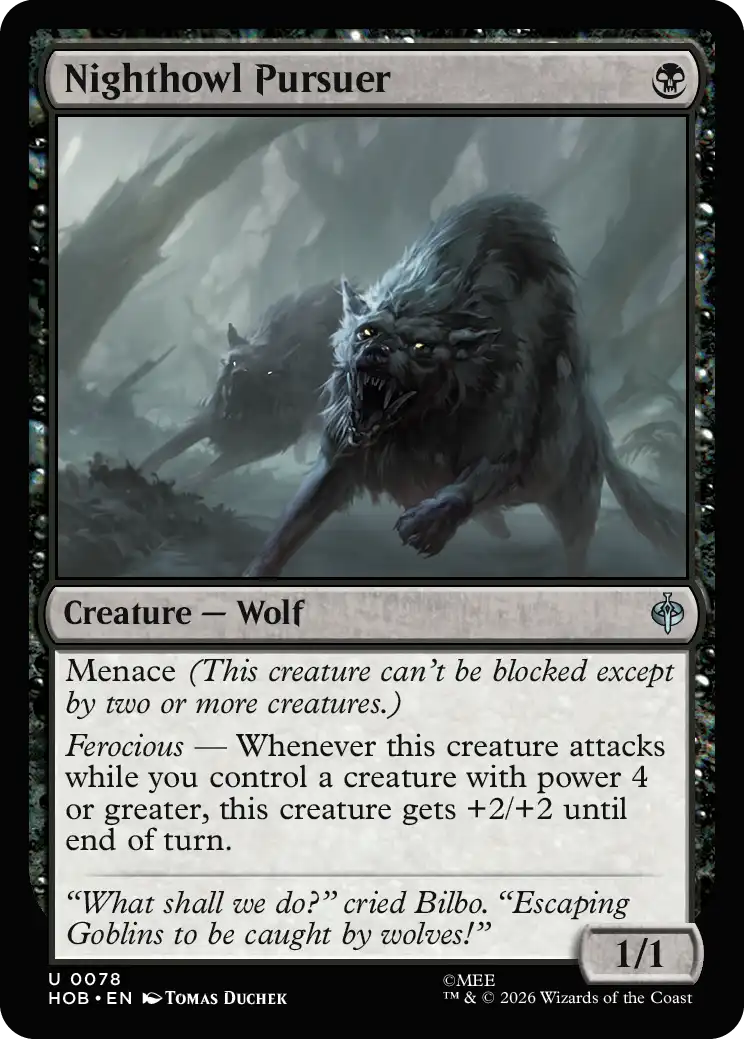 Nighthowl Pursuer
Creature — Wolf
Menace (This creature can't be blocked except
by two or more creatures.)
Ferocious — Whenever this creature attacks
while you control a creature with power 4
or greater, this creature gets +2/+2 until
end of turn.
“What shall we do?” cried Bilbo. “Escaping
Goblins to be caught by wolves!”
1/1
U 0078
HOB • EN Tomas Duchek
©MEE
™ & © 2026 Wizards of the Coast